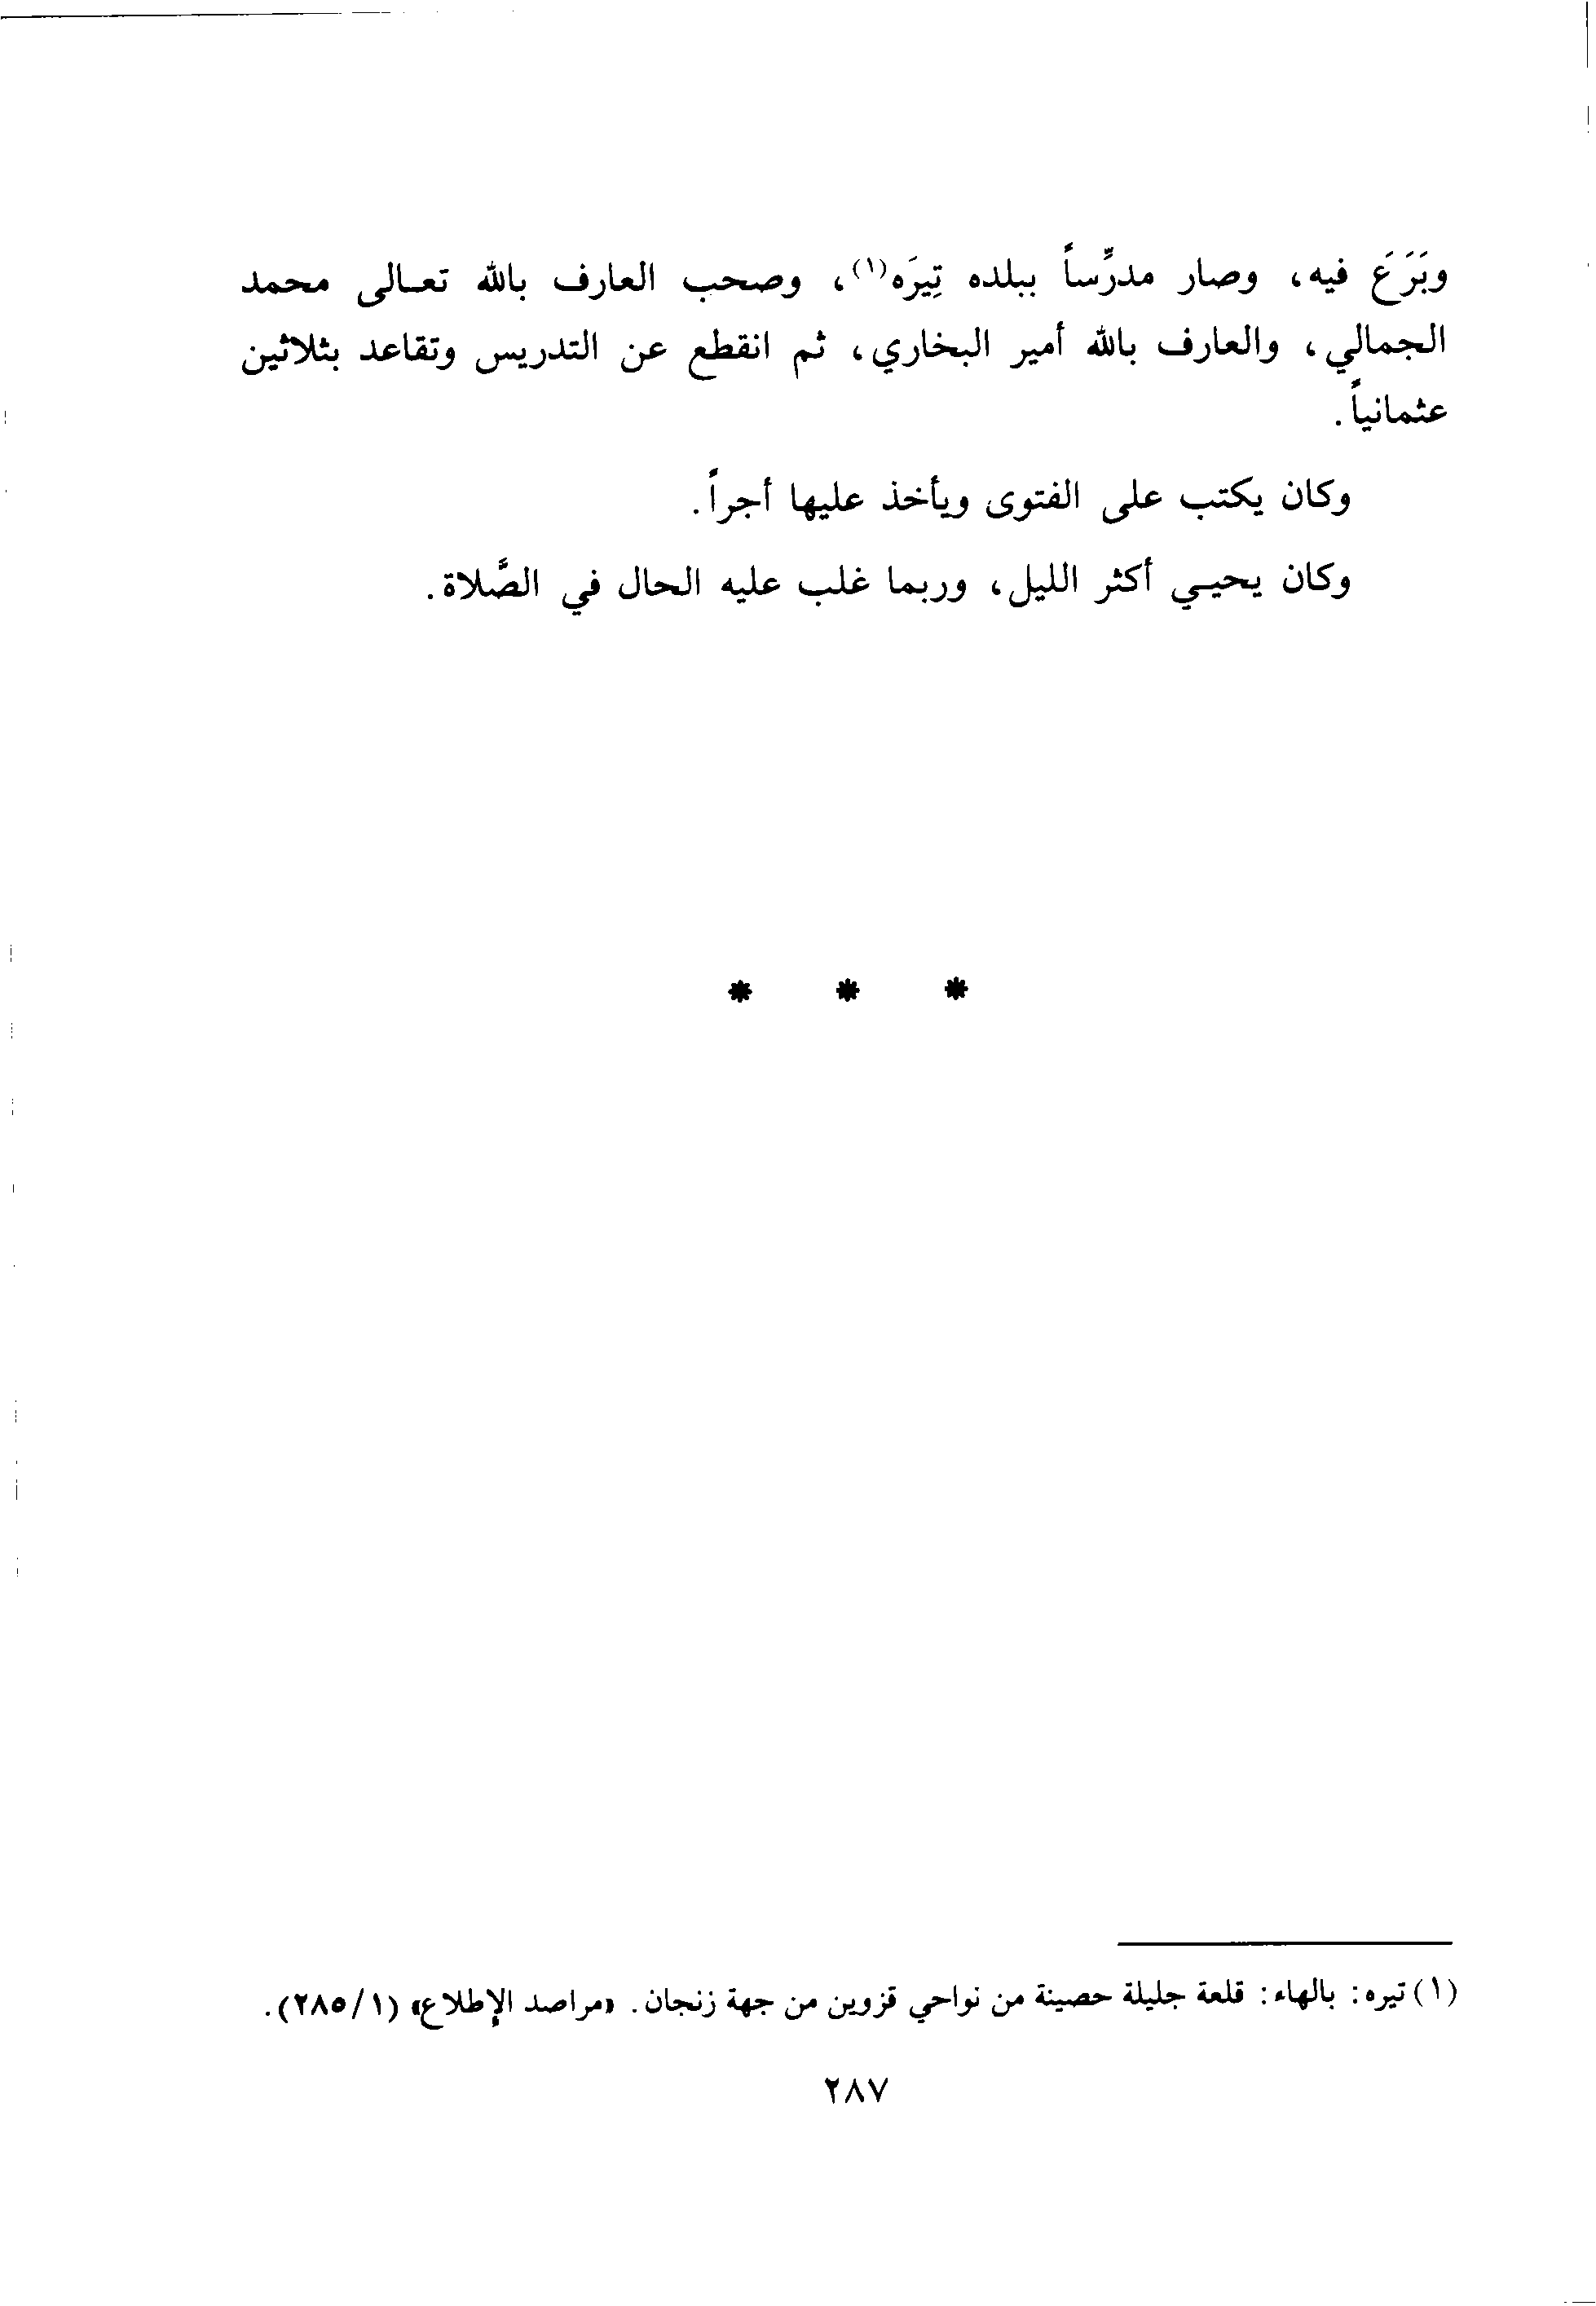 وبَرَعَ فيه، وصار مدرِّساً ببلده تِيرَه(١)، وصحب العارف بالله تعالى محمد
الجمالي، والعارف بالله أمير البخاري، ثم انقطع عن التدريس وتقاعد بثلاثين
عثمانياً.
وكان يكتب على الفتوى ويأخذ عليها أجراً.
وكان يحيي أكثر الليل، وربما غلب عليه الحال في الصَّلاة.
* * *
(١) تيره: بالهاء: قلعة جليلة حصينة من نواحي قزوين من جهة زنجان. «مراصد الإطلاع» (١/٢٨٥).
٢٨٧